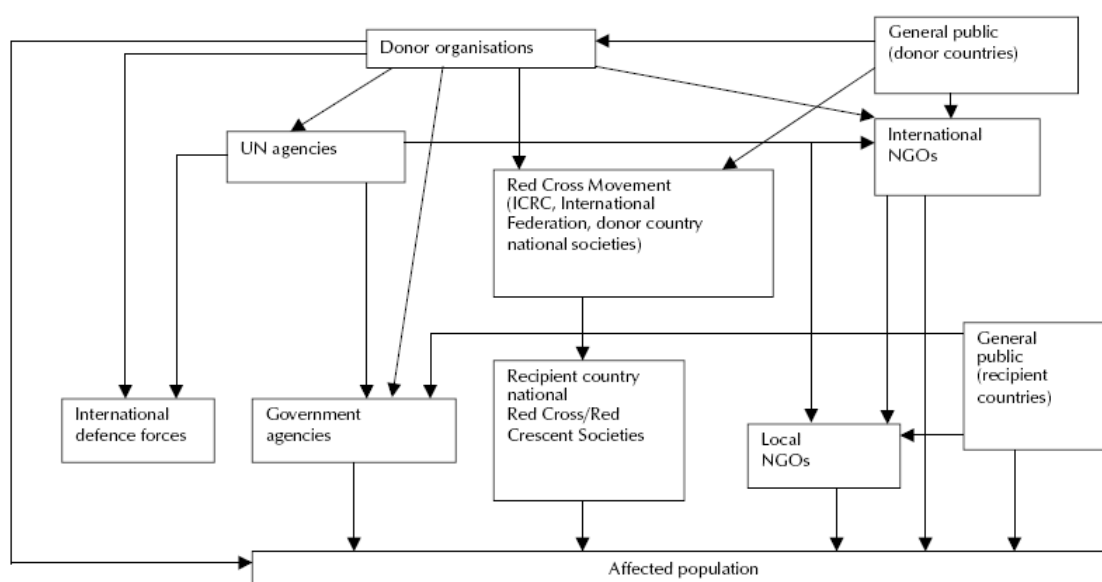 Donor organisations
General public
(donor countries)
UN agencies
International
NGOs
Red Cross Movement
(ICRC, International
Federation, donor country
national societies)
General
public
(recipient
countries)
International
defence forces
Government
agencies
Recipient country
national
Red Cross/Red
Crescent Societies
Local
NGOs
Affected population